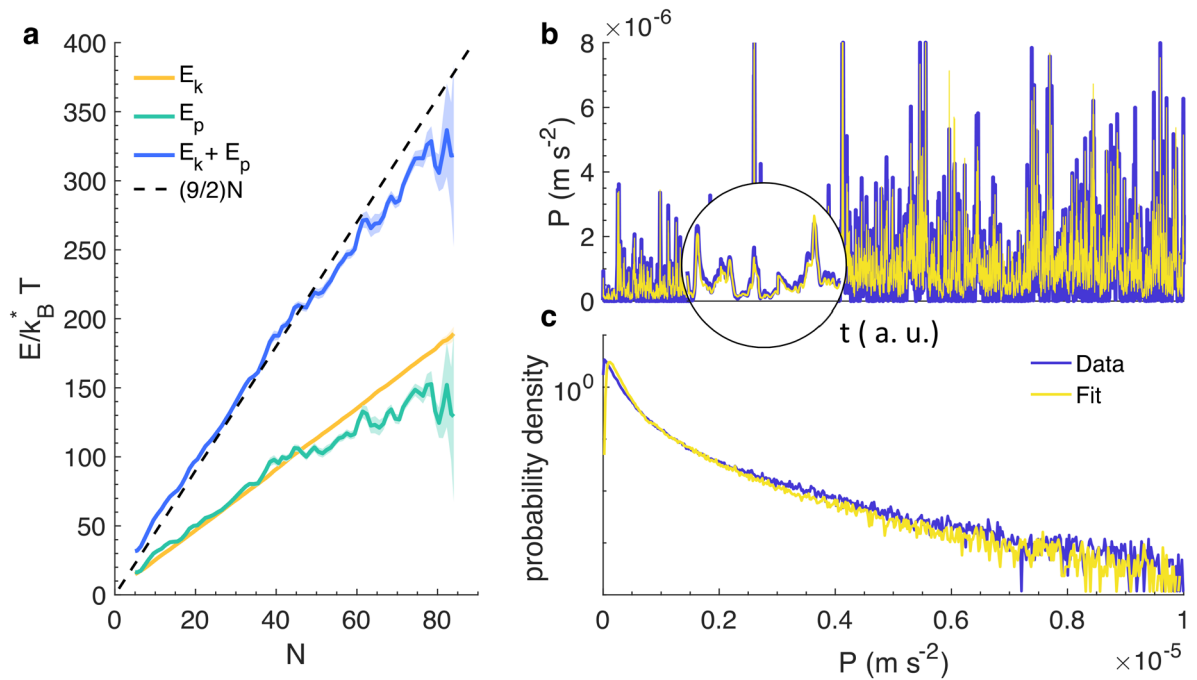 a
400
350
300
250
200
150
100
50
0
E/k*B T
0
20
40
60
80
N
Ek
Ep
Ek + Ep
(9/2)N
b
×10-6
8
6
4
2
0
P (m s-2)
t ( a. u.)
c
100
probability density
Data
Fit
0
0.2
0.4
0.6
0.8
1
P (m s-2)
×10-5